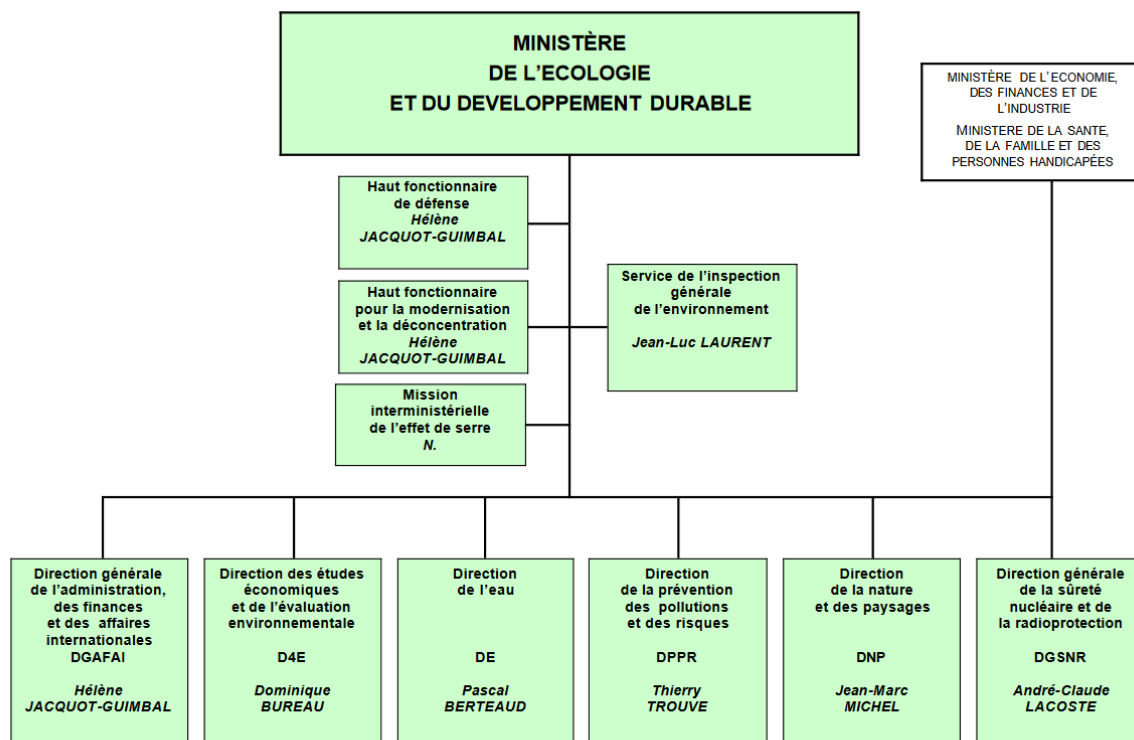 MINISTÈRE
DE L’ECOLOGIE
ET DU DEVELOPPEMENT DURABLE
MINISTÈRE DE L’ECONOMIE,
DES FINANCES ET DE
L’INDUSTRIE
MINISTERE DE LA SANTE,
DE LA FAMILLE ET DES
PERSONNES HANDICAPÉES
Haut fonctionnaire
de défense
Hélène
JACQUOT-GUIMBAL
Haut fonctionnaire
pour la modernisation
et la déconcentration
Hélène
JACQUOT-GUIMBAL
Service de l’inspection
générale
de l’environnement
Jean-Luc LAURENT
Mission
interministérielle
de l’effet de serre
N.
Direction générale
de l’administration,
des finances
et des affaires
internationales
DGAFAI
Hélène
JACQUOT-GUIMBAL
Direction des études
économiques
et de l’évaluation
environnementale
D4E
Dominique
BUREAU
Direction
de l’eau
DE
Pascal
BERTEAUD
Direction
de la prévention
des pollutions
et des risques
DPPR
Thierry
TROUVE
Direction
de la nature
et des paysages
DNP
Jean-Marc
MICHEL
Direction générale
de la sûreté
nucléaire et de
la radioprotection
DGSNR
André-Claude
LACOSTE